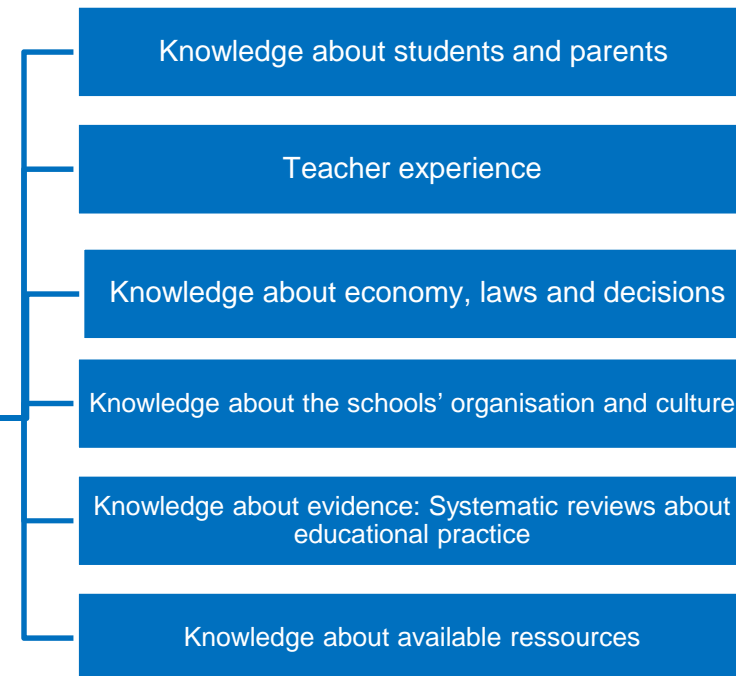 Knowledge about students and parents
Teacher experience
Knowledge about economy, laws and decisions
Knowledge about the schools’ organisation and culture
Knowledge about evidence: Systematic reviews about
educational practice
Knowledge about available ressources